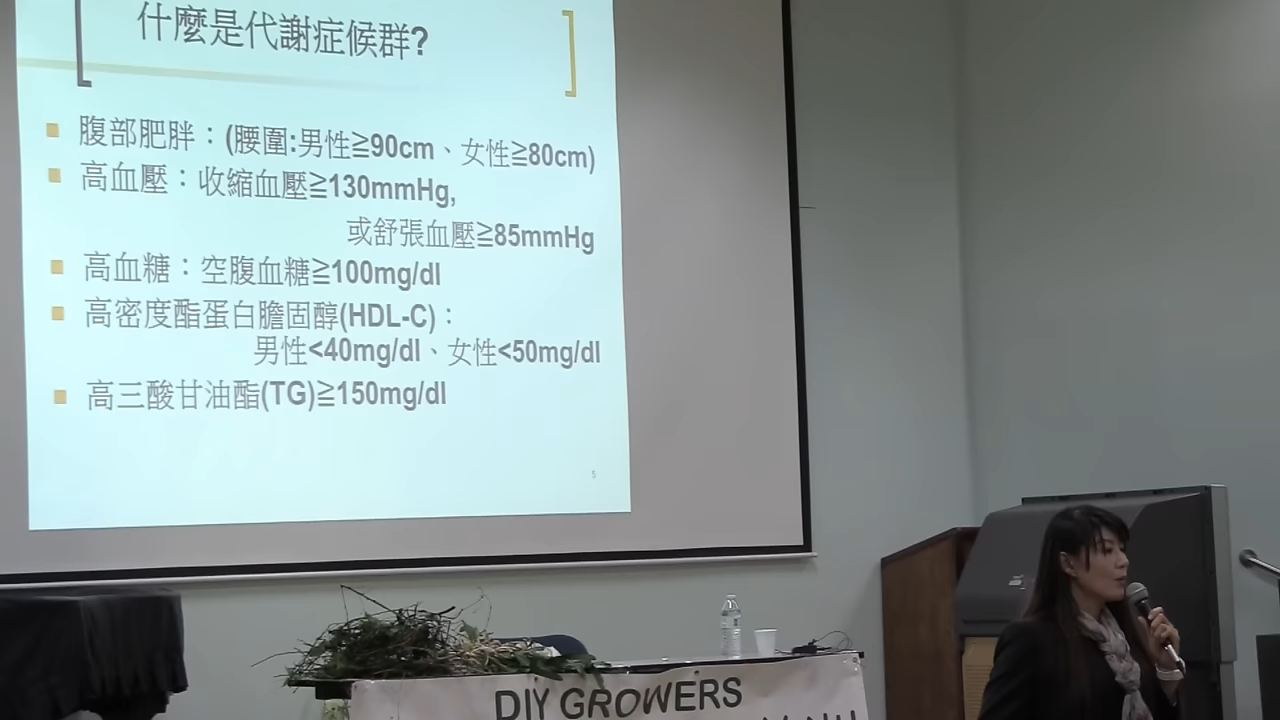 什麼是代謝症候群?
腹部肥胖：(腰圍:男性≧90cm、女性≧80cm)
高血壓：收縮血壓≧130mmHg,
或舒張血壓≧85mmHg
高血糖：空腹血糖≧100mg/dl
高密度酯蛋白膽固醇(HDL-C)：
男性<40mg/dl、女性<50mg/dl
高三酸甘油酯(TG)≧150mg/dl
5
DIY GROWERS